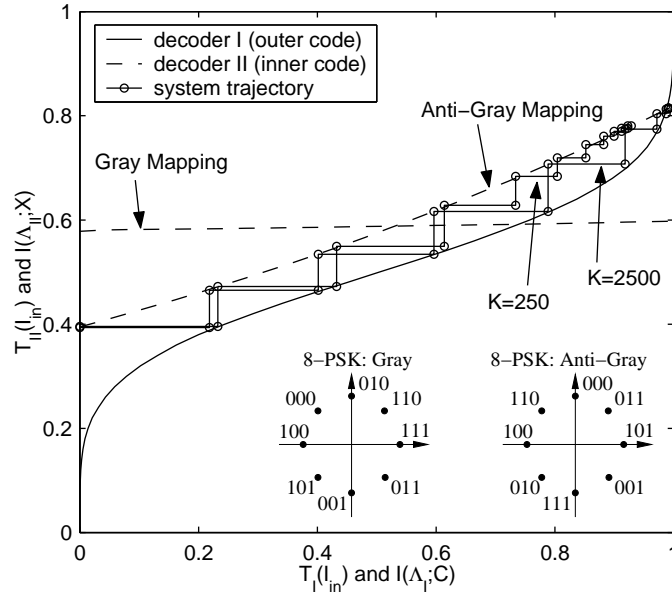 1
decoder I (outer code)
decoder II (inner code)
system trajectory
0.8
Anti−Gray Mapping
Gray Mapping
0.6
K=2500
K=250
0.4
8−PSK: Gray
8−PSK: Anti−Gray
010
000
000
110
110
011
0.2
100
111
100
101
101
011
010
001
001
111
0
0
0.2
0.4
0.6
0.8
1
T_II(I_in) and I(Λ_II;X)
T_I(I_in) and I(Λ_I;C)